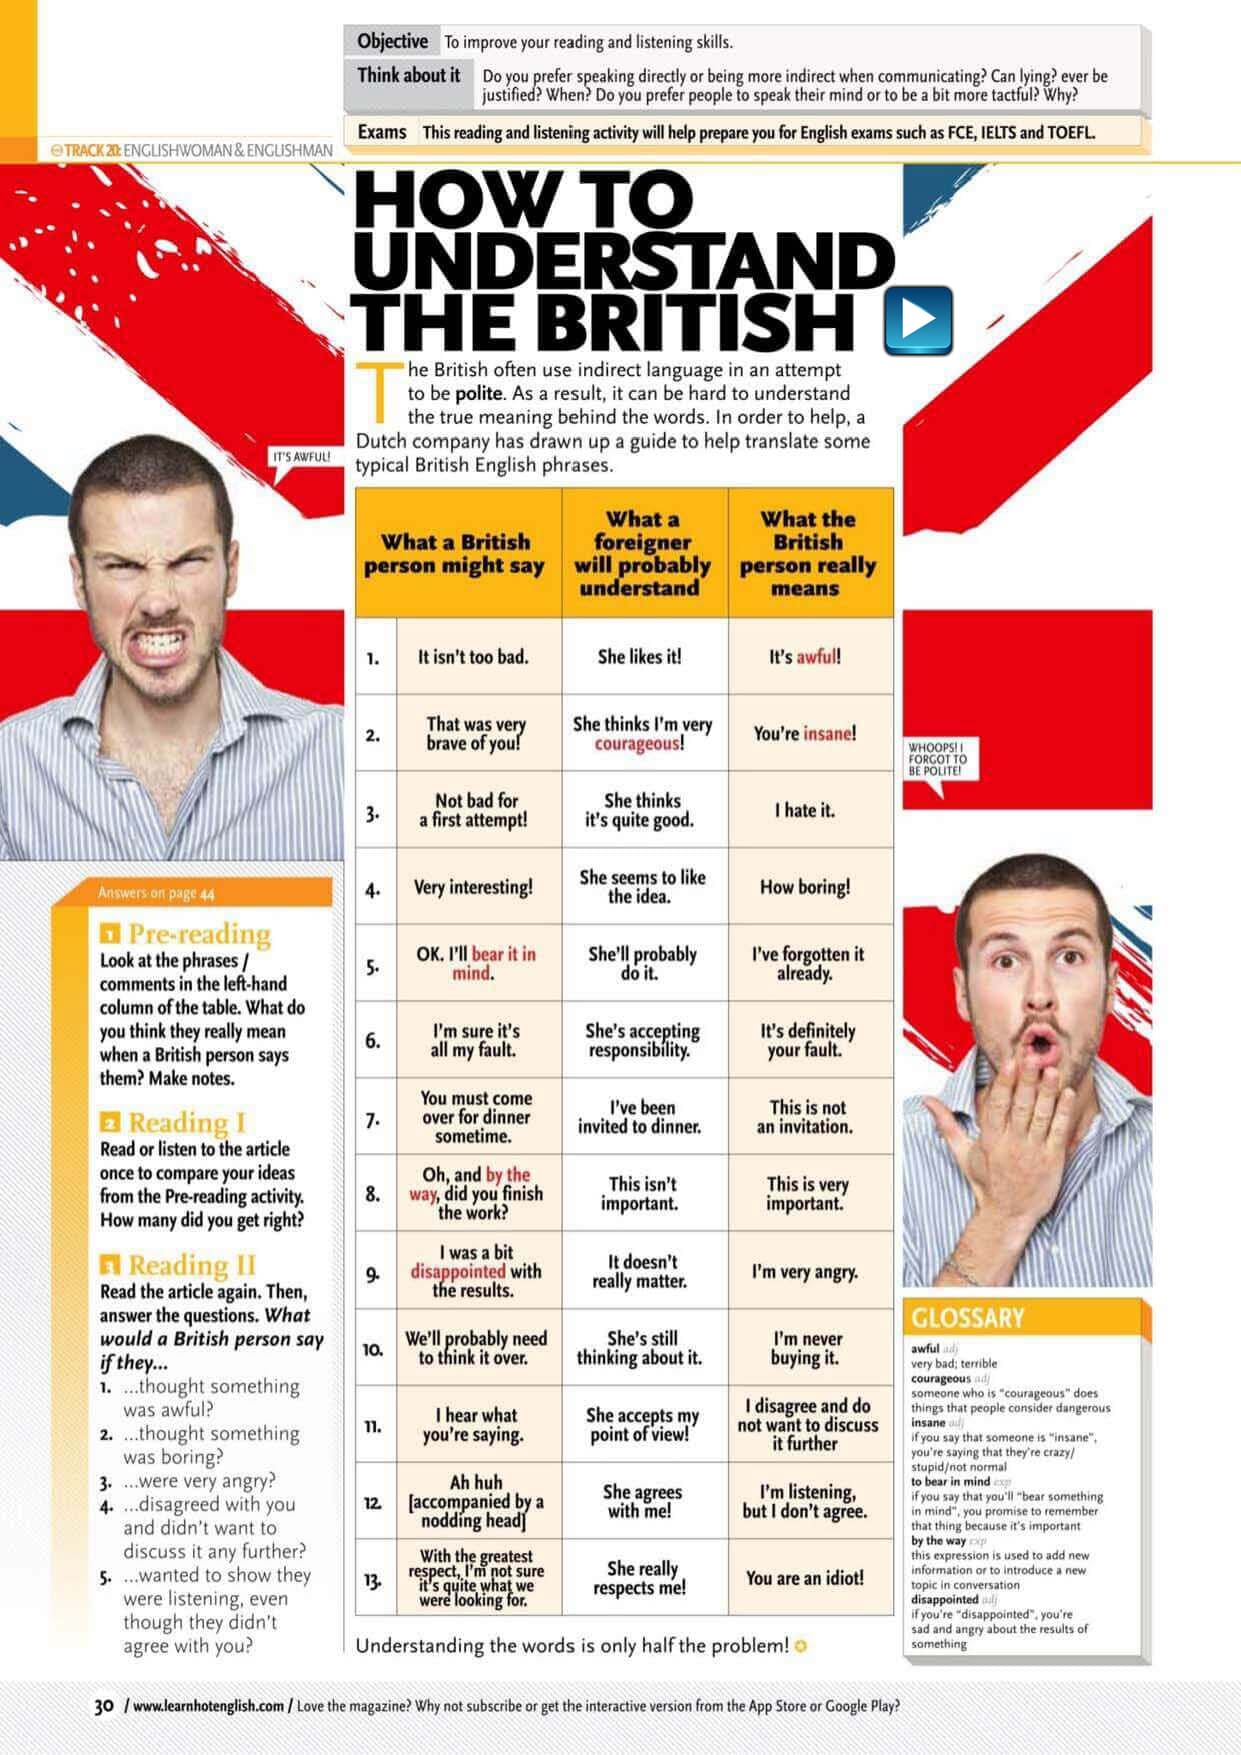 Objective To improve your reading and listening skills.
Think about it Do you prefer speaking directly or being more indirect when communicating? Can lying? ever be
justified? When? Do you prefer people to speak their mind or to be a bit more tactful? Why?
Exams This reading and listening activity will help prepare you for English exams such as FCE, IELTS and TOEFL.
TRACK 20: ENGLISHWOMAN & ENGLISHMAN
HOW TO
UNDERSTAND
THE BRITISH
The British often use indirect language in an attempt
to be polite. As a result, it can be hard to understand
the true meaning behind the words. In order to help, a
Dutch company has drawn up a guide to help translate some
typical British English phrases.
IT'S AWFUL!
What a British
person might say
What a
foreigner
will probably
understand
What the
British
person really
means
1.
It isn't too bad.
She likes it!
It's awful!
2.
That was very
brave of you!
She thinks I'm very
courageous!
You're insane!
3.
Not bad for
a first attempt!
She thinks
it's quite good.
I hate it.
4.
Very interesting!
She seems to like
the idea.
How boring!
5.
OK. I'll bear it in
mind.
She'll probably
do it.
I've forgotten it
already.
6.
I'm sure it's
all my fault.
She's accepting
responsibility.
It's definitely
your fault.
7.
You must come
over for dinner
sometime.
I've been
invited to dinner.
This is not
an invitation.
8.
Oh, and by the
way, did you finish
the work?
This isn't
important.
This is very
important.
9.
I was a bit
disappointed with
the results.
It doesn't
really matter.
I'm very angry.
10.
We'll probably need
to think it over.
She's still
thinking about it.
I'm never
buying it.
11.
I hear what
you're saying.
She accepts my
point of view!
I disagree and do
not want to discuss
it further
12.
Ah huh
[accompanied by a
nodding head]
She agrees
with me!
I'm listening,
but I don't agree.
13.
With the greatest
respect, I'm not sure
it's quite what we
were looking for.
She really
respects me!
You are an idiot!
Understanding the words is only half the problem!
WHOOPS! I
FORGOT TO
BE POLITE!
Answers on page 44
1 Pre-reading
Look at the phrases /
comments in the left-hand
column of the table. What do
you think they really mean
when a British person says
them? Make notes.
2 Reading I
Read or listen to the article
once to compare your ideas
from the Pre-reading activity.
How many did you get right?
3 Reading II
Read the article again. Then,
answer the questions. What
would a British person say
if they...
1. ...thought something
was awful?
2. ...thought something
was boring?
3. ...were very angry?
4. ...disagreed with you
and didn't want to
discuss it any further?
5. ...wanted to show they
were listening, even
though they didn't
agree with you?
GLOSSARY
awful adj
very bad; terrible
courageous adj
someone who is "courageous" does
things that people consider dangerous
insane adj
if you say that someone is "insane",
you're saying that they're crazy/
stupid/not normal
to bear in mind exp
if you say that you'll "bear something
in mind", you promise to remember
that thing because it's important
by the way exp
this expression is used to add new
information or to introduce a new
topic in conversation
disappointed adj
if you're "disappointed", you're
sad and angry about the results of
something
30 / www.learnhotenglish.com / Love the magazine? Why not subscribe or get the interactive version from the App Store or Google Play?